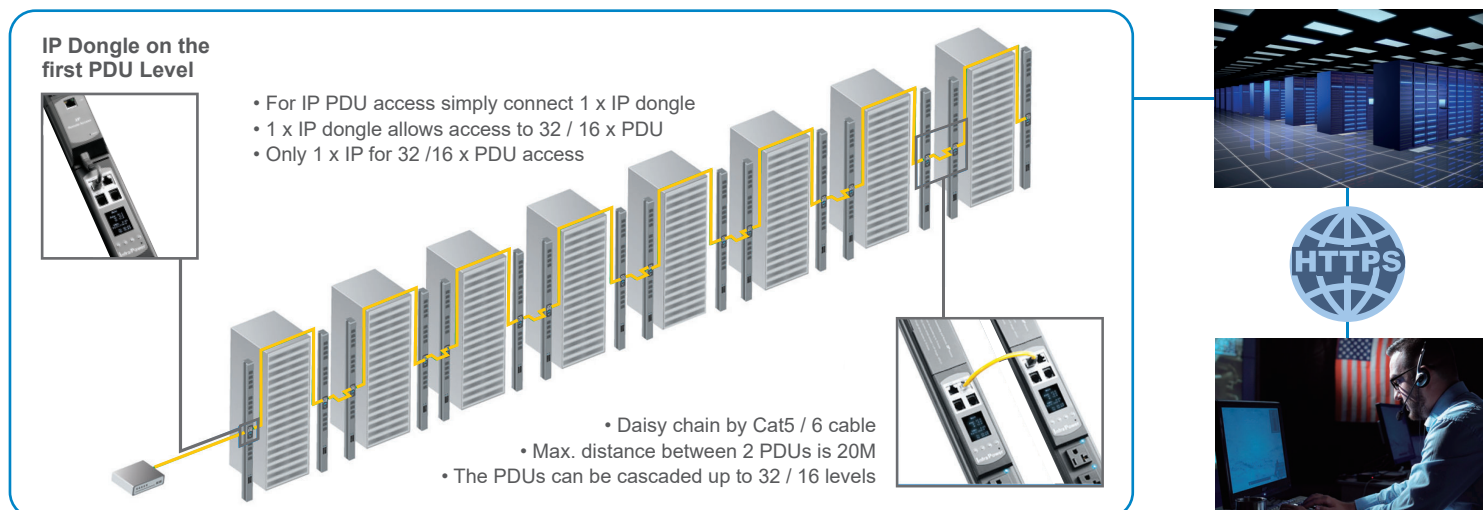 IP Dongle on the
first PDU Level
• For IP PDU access simply connect 1 x IP dongle
• 1 x IP dongle allows access to 32 / 16 x PDU
• Only 1 x IP for 32 /16 x PDU access
HTTPS
• Daisy chain by Cat5 / 6 cable
• Max. distance between 2 PDUs is 20M
• The PDUs can be cascaded up to 32 / 16 levels